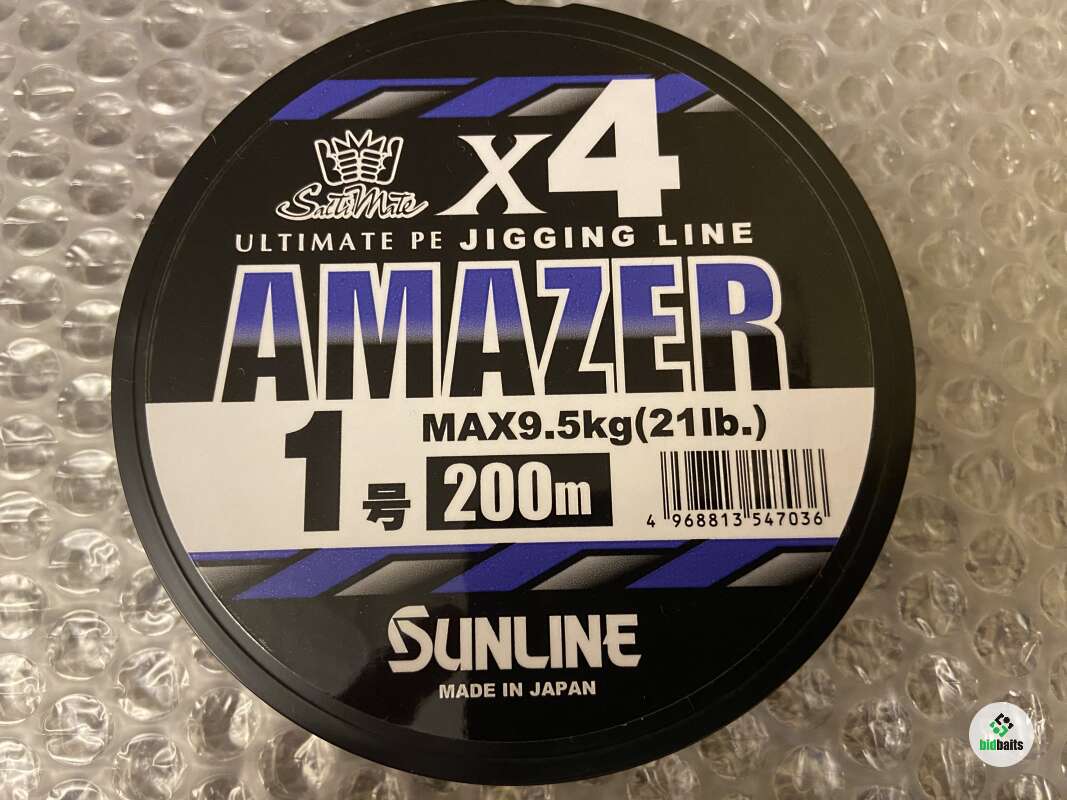 x4
SaltiMate
ULTIMATE PE JIGGING LINE
AMAZER
1号
MAX9.5kg(21lb.)
200m
4 968813 547036
SUNLINE
MADE IN JAPAN
bidbaits